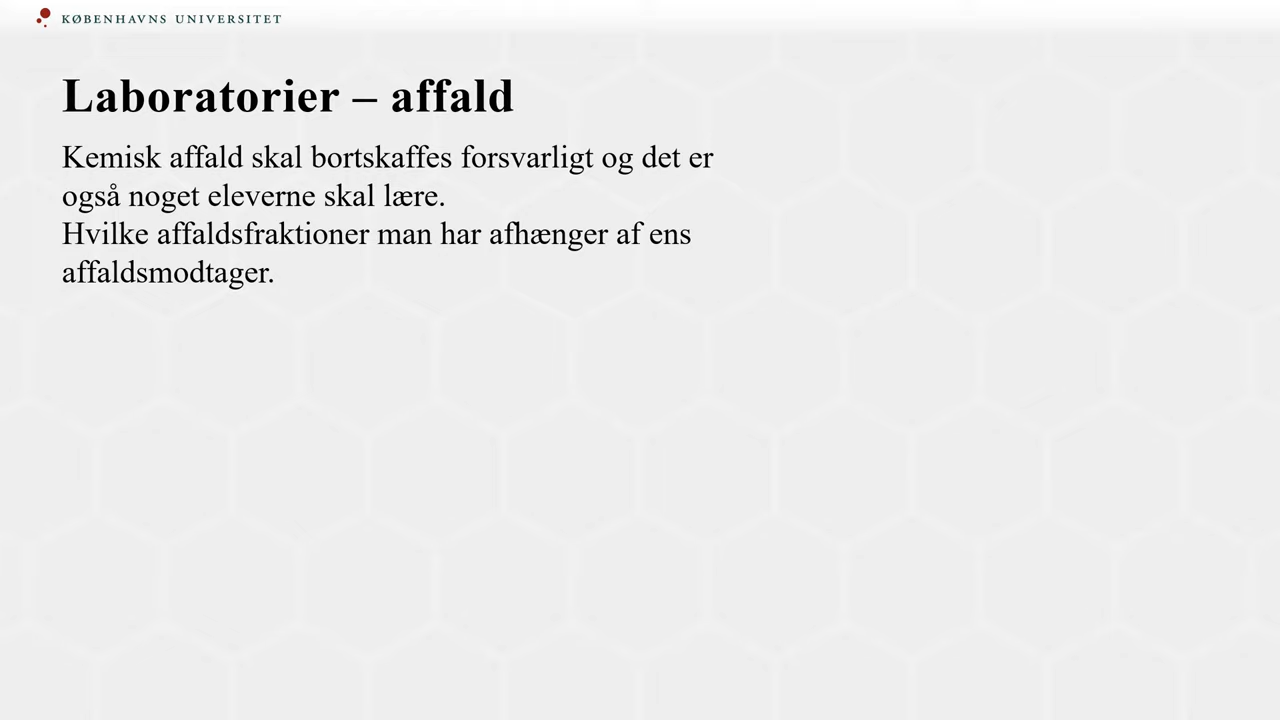 KØBENHAVNS UNIVERSITET
Laboratorier – affald
Kemisk affald skal bortskaffes forsvarligt og det er
også noget eleverne skal lære.
Hvilke affaldsfraktioner man har afhænger af ens
affaldsmodtager.